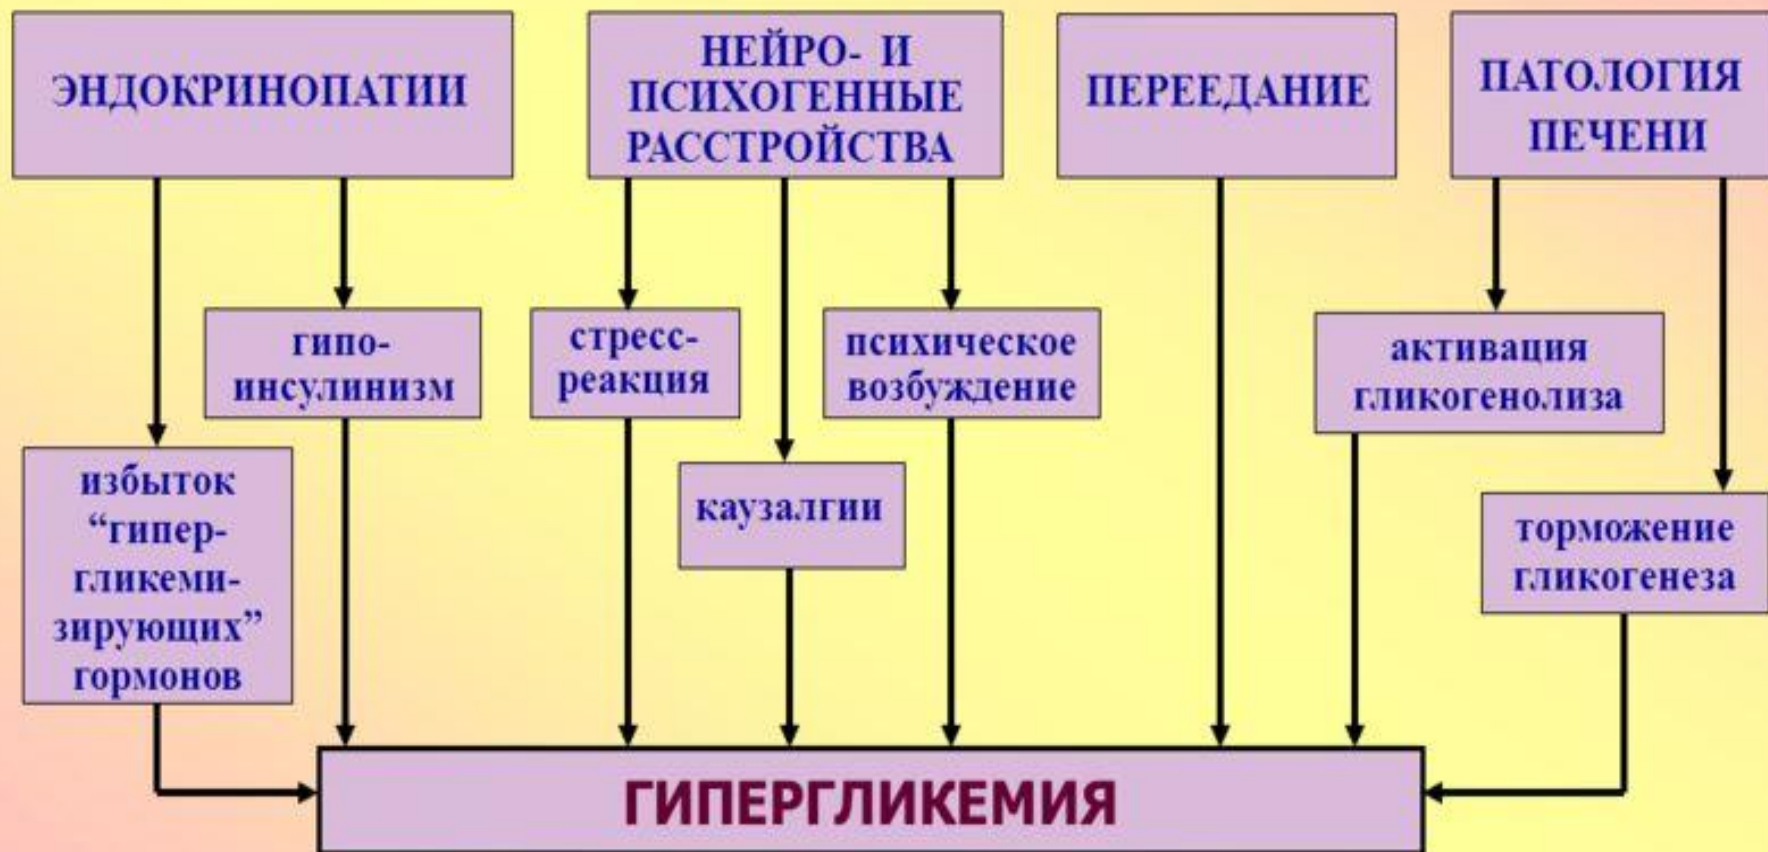 ЭНДОКРИНОПАТИИ
НЕЙРО- И
ПСИХОГЕННЫЕ
РАССТРОЙСТВА
ПЕРЕЕДАНИЕ
ПАТОЛОГИЯ
ПЕЧЕНИ
гипо-
инсулинизм
стресс-
реакция
психическое
возбуждение
активация
гликогенолиза
избыток
“гипер-
гликеми-
зирующих”
гормонов
каузалгии
торможение
гликогенеза
ГИПЕРГЛИКЕМИЯ